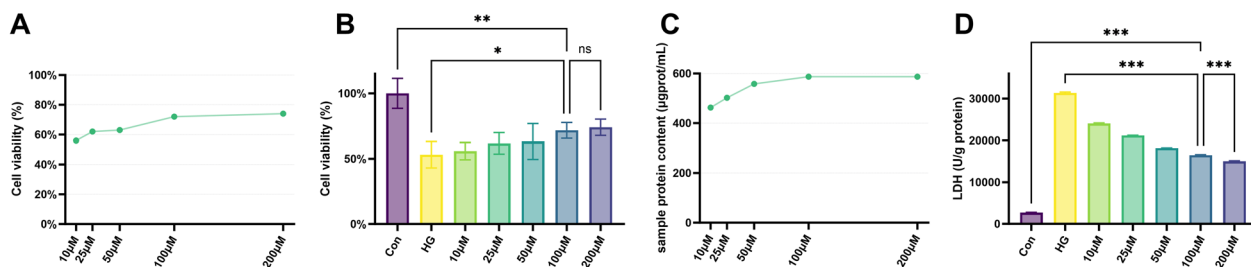 A
Cell viability (%)
100%
80%
60%
40%
20%
0%
10μM
25μM
50μM
100μM
200μM
B
Cell viability (%)
100%
50%
0%
**
*
ns
Con
HG
10μM
25μM
50μM
100μM
200μM
C
sample protein content (μgprot/mL)
600
400
200
0
10μM
25μM
50μM
100μM
200μM
D
LDH (U/g protein)
30000
20000
10000
0
***
***
***
Con
HG
10μM
25μM
50μM
100μM
200μM